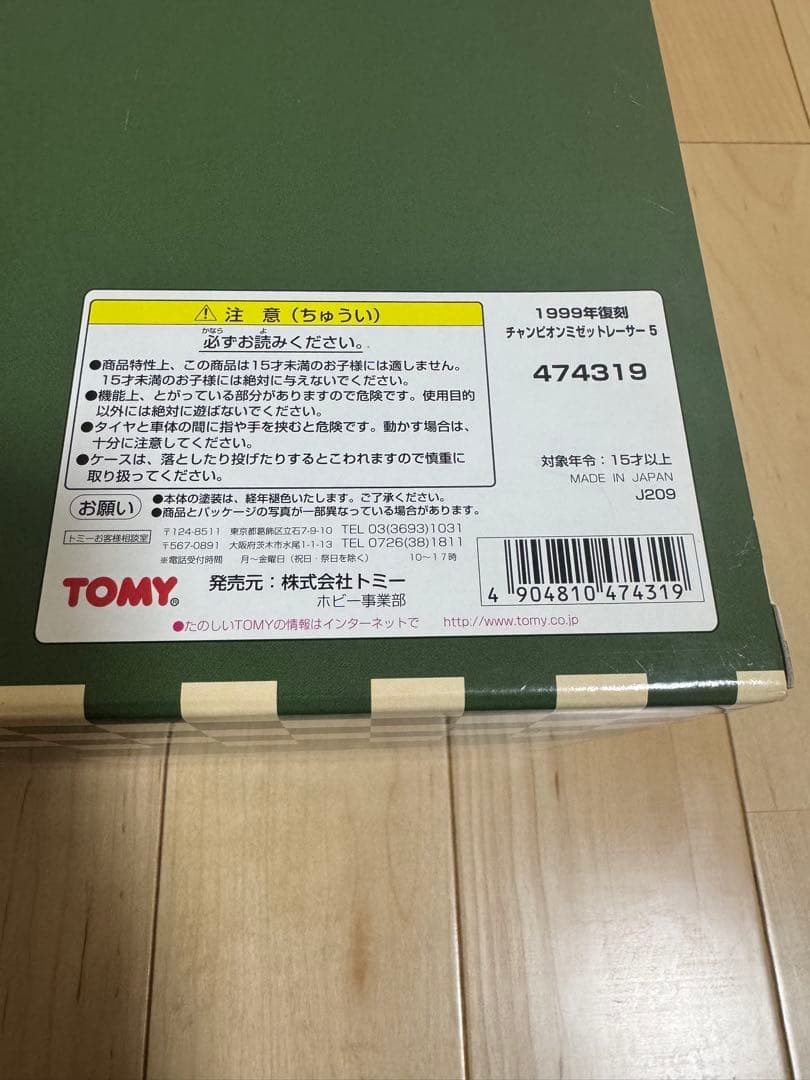 ⚠ 注 意(ちゅうい)
必ずお読みください。
かなら よ
●商品特性上、この商品は15才未満のお子様には適しません。
15才未満のお子様には絶対に与えないでください。
●機能上、とがっている部分がありますので危険です。使用目的
以外には絶対に遊ばないでください。
●タイヤと車体の間に指や手を挟むと危険です。動かす場合は、
十分に注意してください。
●ケースは、落としたり投げたりするとこわれますので慎重に
取り扱ってください。
お願い
●本体の塗装は、経年褪色いたします。ご了承ください。
●商品とパッケージの写真が一部異なっている場合があります。
トミーお客様相談室
〒124-8511 東京都葛飾区立石7-9-10 TEL 03(3693)1031
〒567-0891 大阪府茨木市水尾1-1-13 TEL 0726(38)1811
※電話受付時間 月〜金曜日(祝日・祭日を除く) 10〜17時
TOMY® 発売元:株式会社トミー
ホビー事業部
●たのしいTOMYの情報はインターネットで http://www.tomy.co.jp
1999年復刻
チャンピオンミゼットレーサー5
474319
対象年令:15才以上
MADE IN JAPAN
J209
4 904810 474319